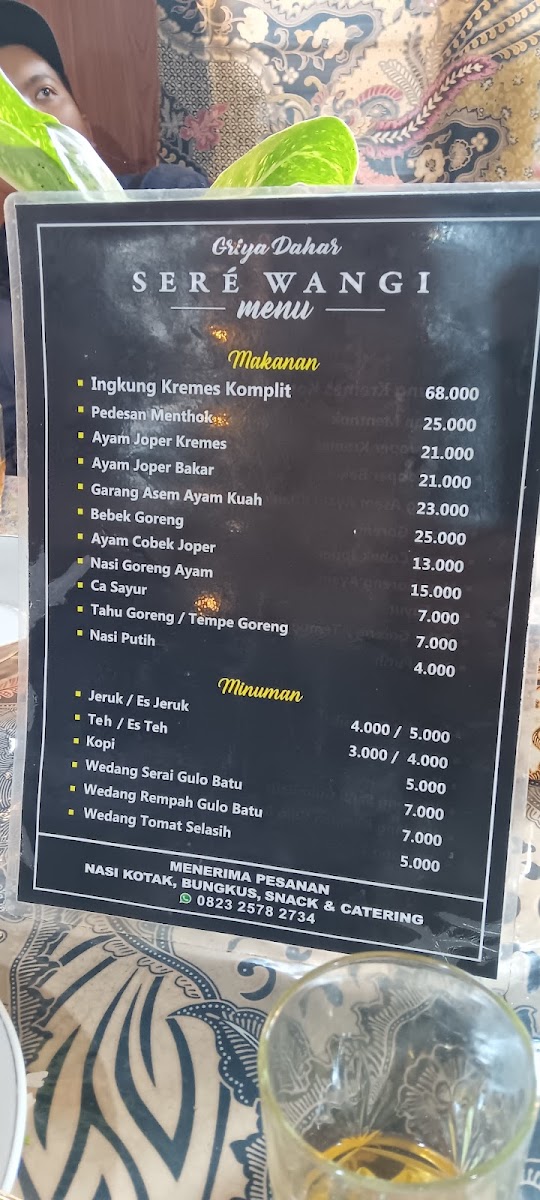 Griya Dahar
SERÉ WANGI
menu
Makanan
Ingkung Kremes Komplit 68.000
Pedesan Menthok 25.000
Ayam Joper Kremes 21.000
Ayam Joper Bakar 21.000
Garang Asem Ayam Kuah 23.000
Bebek Goreng 25.000
Ayam Cobek Joper 13.000
Nasi Goreng Ayam 15.000
Ca Sayur 7.000
Tahu Goreng / Tempe Goreng 7.000
Nasi Putih 4.000
Minuman
Jeruk / Es Jeruk 4.000 / 5.000
Teh / Es Teh 3.000 / 4.000
Kopi 5.000
Wedang Serai Gulo Batu 7.000
Wedang Rempah Gulo Batu 7.000
Wedang Tomat Selasih 5.000
MENERIMA PESANAN
NASI KOTAK, BUNGKUS, SNACK & CATERING
0823 2578 2734